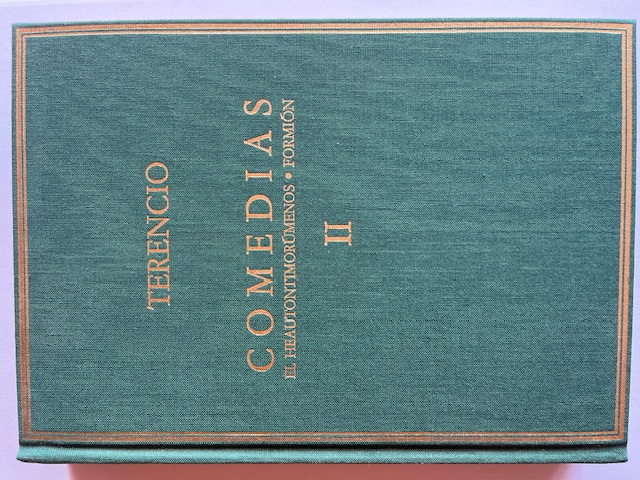 TERENCIO
COMEDIAS
EL HEAUTONTIMORÚMENOS • FORMIÓN
II